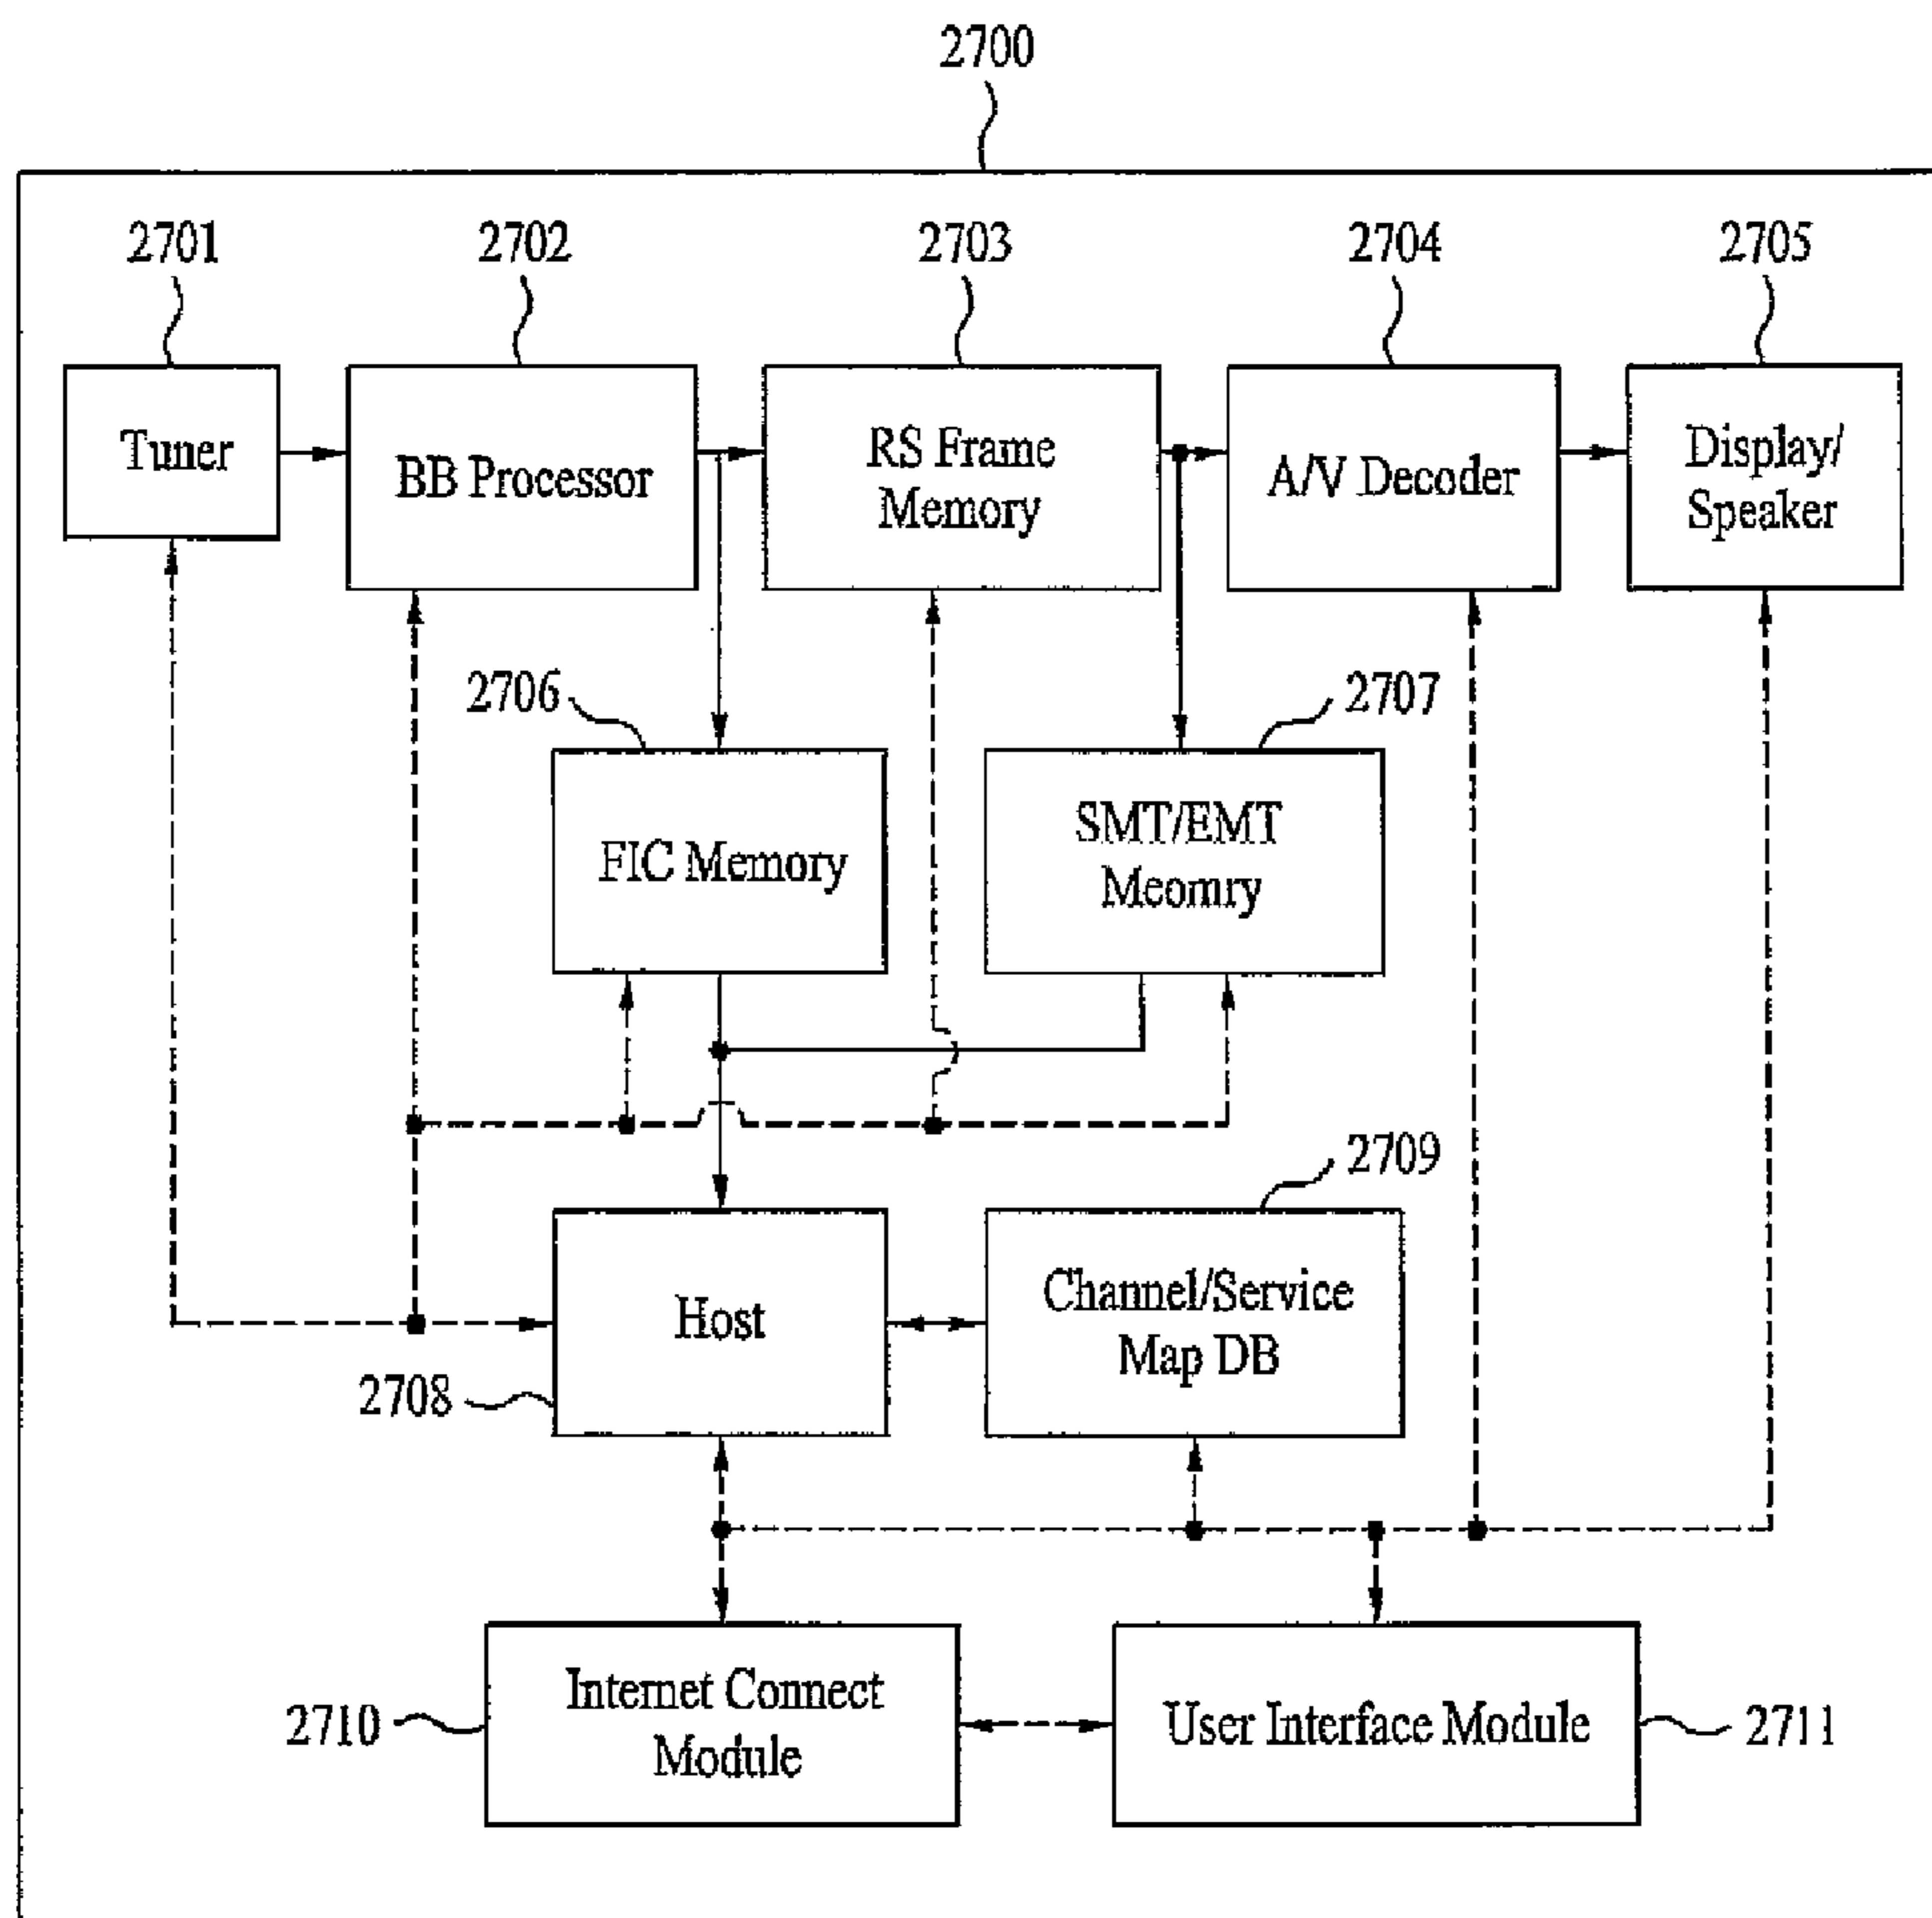 2700
2701
2702
2703
2704
2705
Tuner
BB Processor
RS Frame
Memory
A/V Decoder
Display/
Speaker
2706
2707
FIC Memory
SMT/EMT
Meomry
2709
Host
Channel/Service
Map DB
2708
Internet Connect
Module
User Interface Module
2710
2711